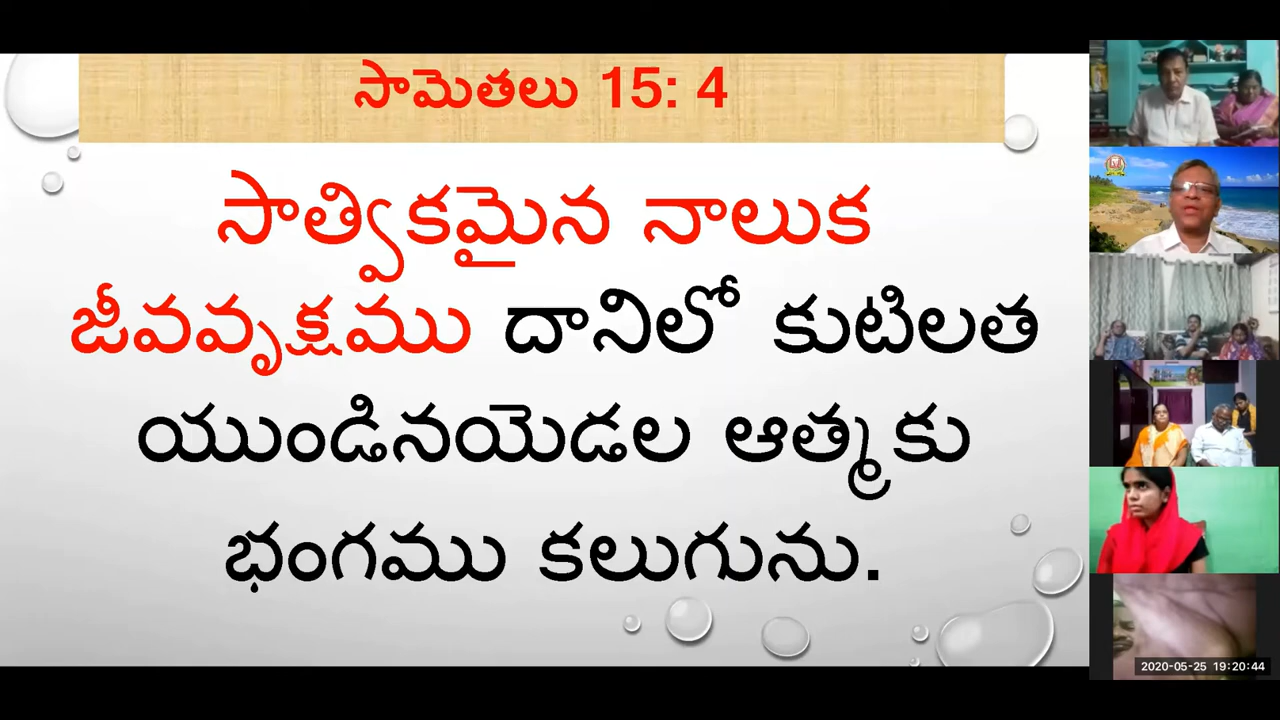 సామెతలు 15: 4
సాత్వికమైన నాలుక
జీవవృక్షము దానిలో కుటిలత
యుండినయెడల ఆత్మకు
భంగము కలుగును.
2020-05-25 19:20:44